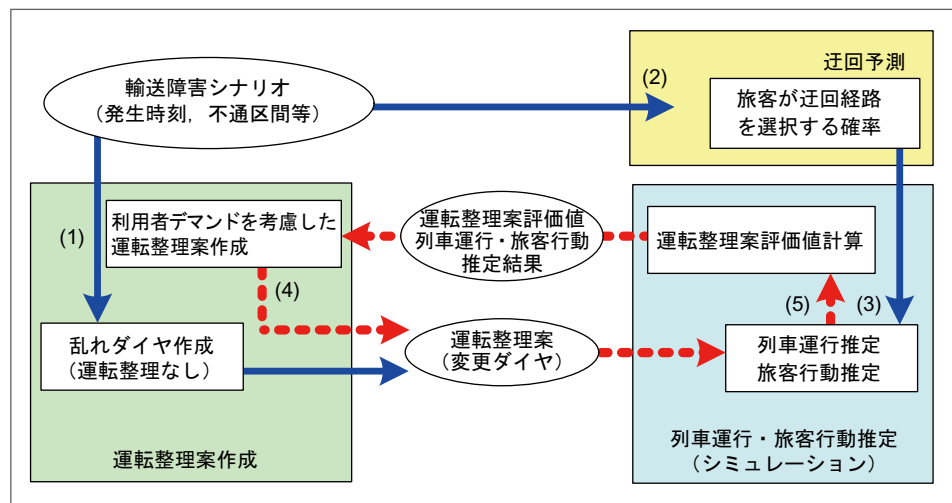 輸送障害シナリオ
（発生時刻，不通区間等）
(2)
迂回予測
旅客が迂回経路
を選択する確率
(1)
利用者デマンドを考慮した
運転整理案作成
運転整理案評価値
列車運行・旅客行動
推定結果
運転整理案評価値計算
(4)
(5)
(3)
乱れダイヤ作成
（運転整理なし）
運転整理案
（変更ダイヤ）
列車運行推定
旅客行動推定
運転整理案作成
列車運行・旅客行動推定
（シミュレーション）